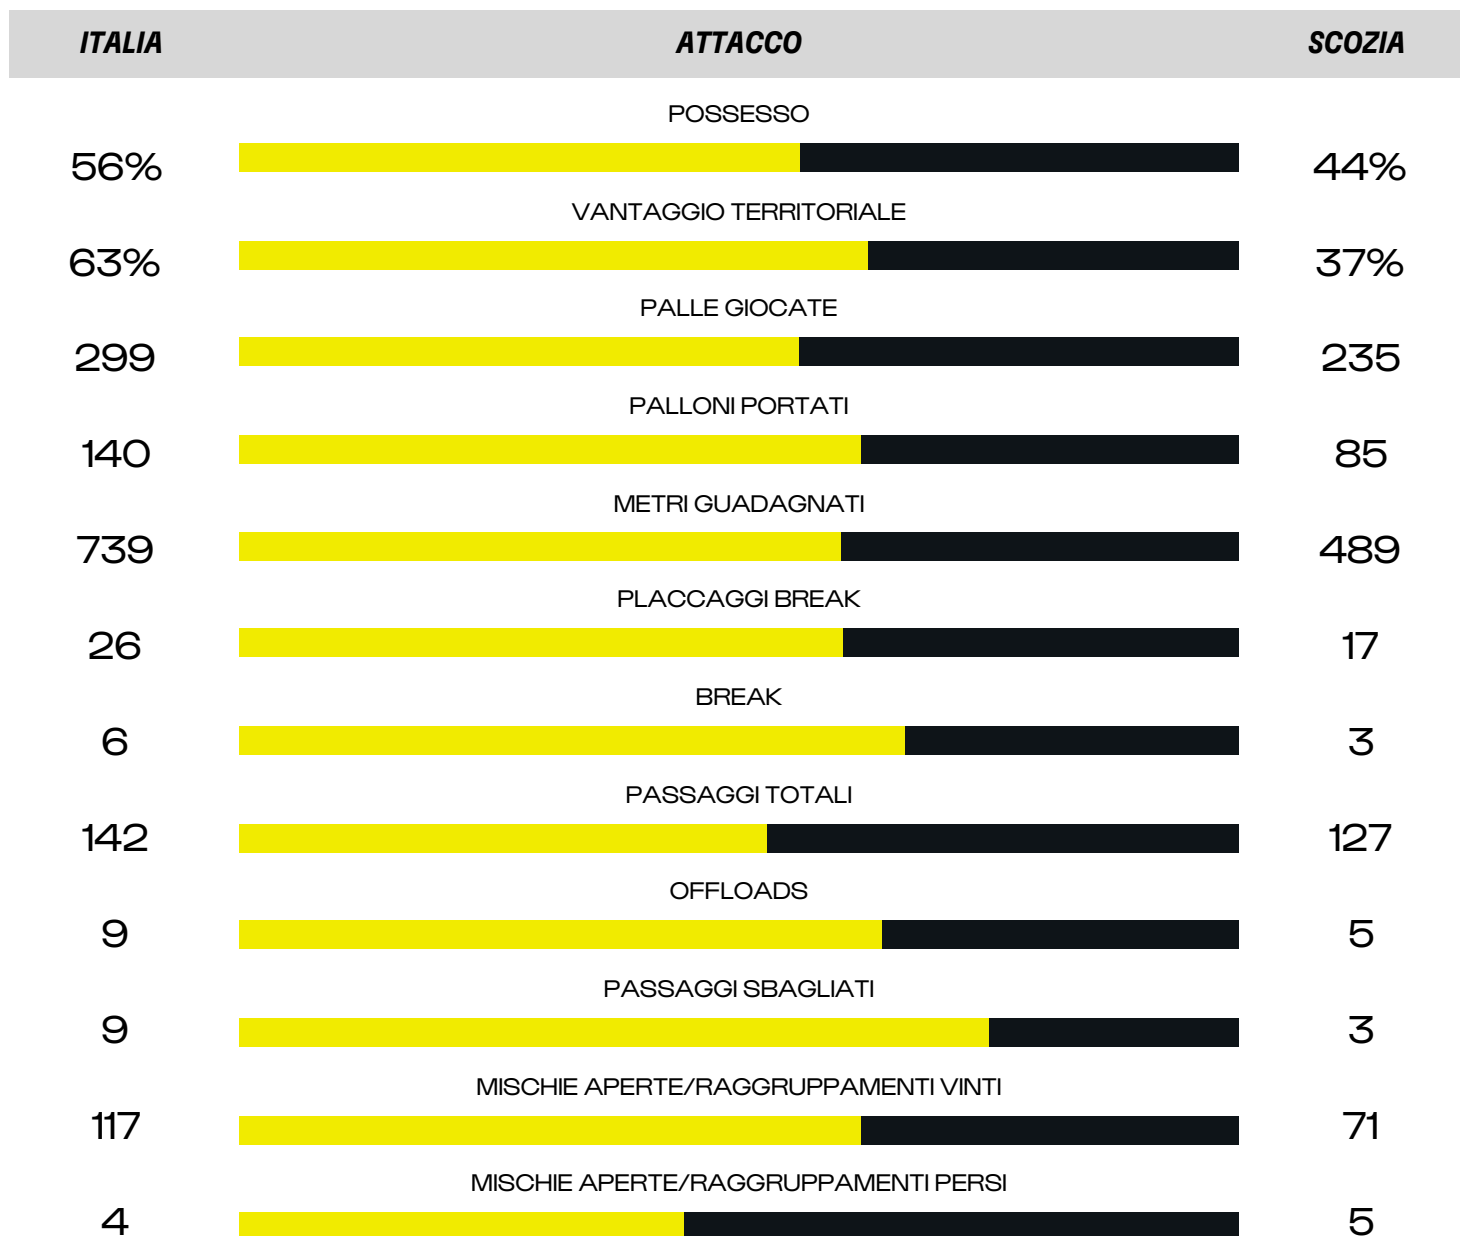 ITALIA ATTACCO SCOZIA
POSSESSO
56% 44%
VANTAGGIO TERRITORIALE
63% 37%
PALLE GIOCATE
299 235
PALLONI PORTATI
140 85
METRI GUADAGNATI
739 489
PLACCAGGI BREAK
26 17
BREAK
6 3
PASSAGGI TOTALI
142 127
OFFLOADS
9 5
PASSAGGI SBAGLIATI
9 3
MISCHIE APERTE/RAGGRUPPAMENTI VINTI
117 71
MISCHIE APERTE/RAGGRUPPAMENTI PERSI
4 5